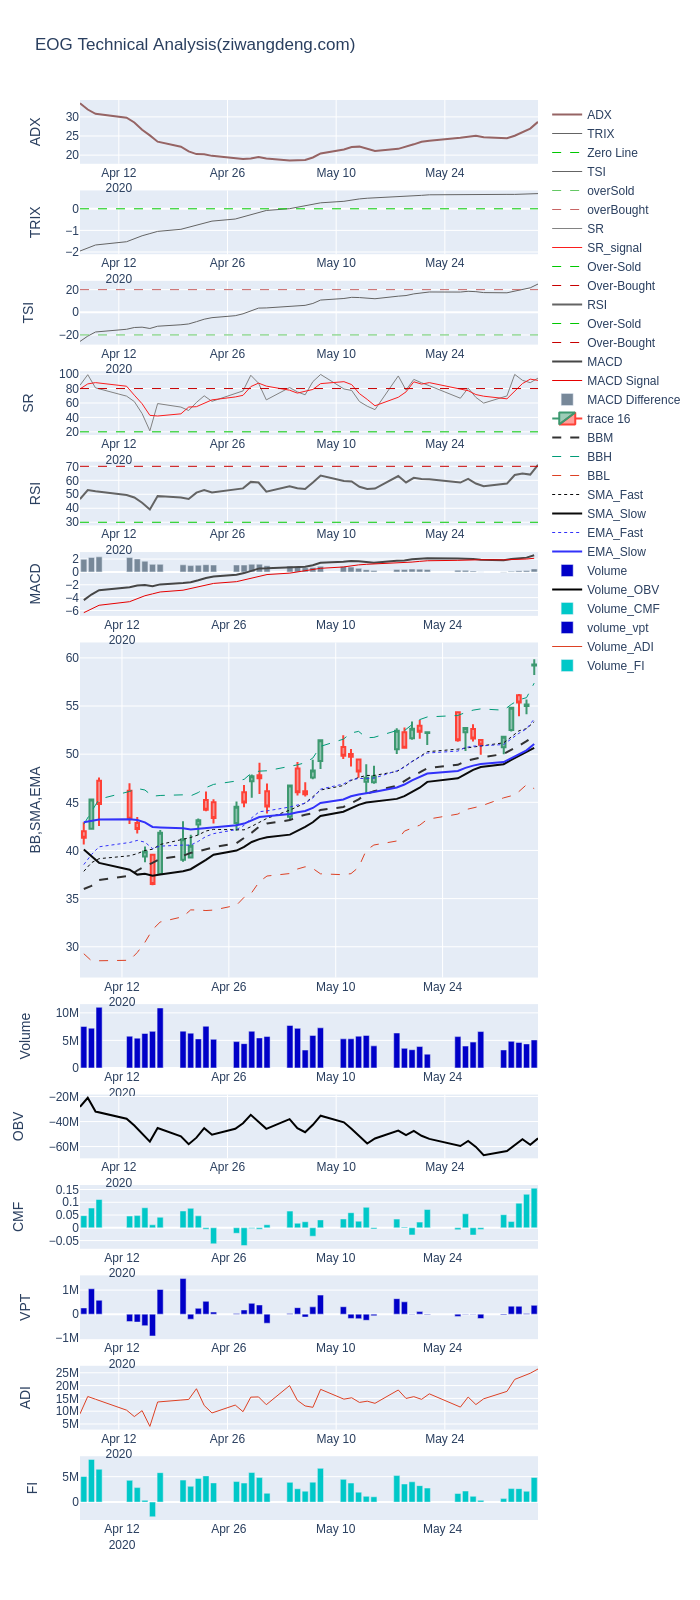 EOG Technical Analysis(ziwangdeng.com)
ADX
30
25
20
Apr 12
2020
Apr 26
May 10
May 24
TRIX
0
−1
−2
Apr 12
2020
Apr 26
May 10
May 24
TSI
20
0
−20
Apr 12
2020
Apr 26
May 10
May 24
SR
100
80
60
40
20
Apr 12
2020
Apr 26
May 10
May 24
RSI
70
60
50
40
30
Apr 12
2020
Apr 26
May 10
May 24
MACD
2
0
−2
−4
−6
Apr 12
2020
Apr 26
May 10
May 24
BB,SMA,EMA
60
55
50
45
40
35
30
Apr 12
2020
Apr 26
May 10
May 24
Volume
10M
5M
0
Apr 12
2020
Apr 26
May 10
May 24
OBV
−20M
−40M
−60M
Apr 12
2020
Apr 26
May 10
May 24
CMF
0.15
0.1
0.05
0
−0.05
Apr 12
2020
Apr 26
May 10
May 24
VPT
1M
0
−1M
Apr 12
2020
Apr 26
May 10
May 24
ADI
25M
20M
15M
10M
5M
Apr 12
2020
Apr 26
May 10
May 24
FI
5M
0
Apr 12
2020
Apr 26
May 10
May 24
ADX
TRIX
Zero Line
TSI
overSold
overBought
SR
SR_signal
Over-Sold
Over-Bought
RSI
Over-Sold
Over-Bought
MACD
MACD Signal
MACD Difference
trace 16
BBM
BBH
BBL
SMA_Fast
SMA_Slow
EMA_Fast
EMA_Slow
Volume
Volume_OBV
Volume_CMF
volume_vpt
Volume_ADI
Volume_FI